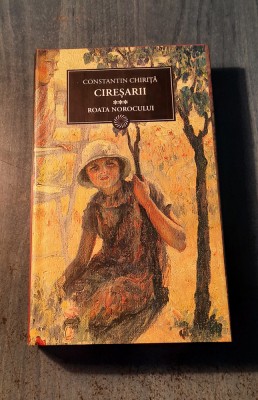 CONSTANTIN CHIRIȚĂ
CIREȘARII
***
ROATA NOROCULUI